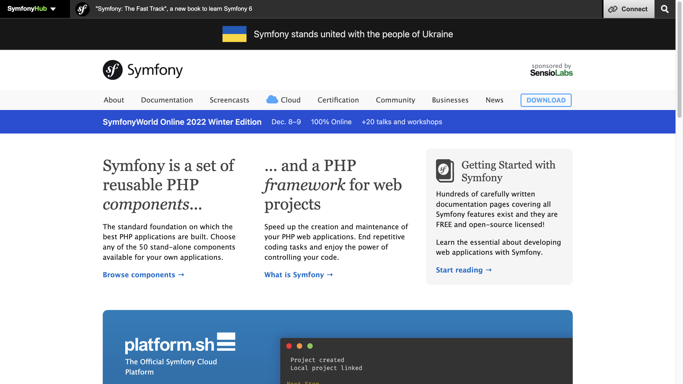 SymfonyHub
"Symfony: The Fast Track", a new book to learn Symfony 6
Connect
Symfony stands united with the people of Ukraine
Symfony
sponsored by
SensioLabs
About Documentation Screencasts Cloud Certification Community Businesses News DOWNLOAD
SymfonyWorld Online 2022 Winter Edition Dec. 8–9 100% Online +20 talks and workshops
Symfony is a set of
reusable PHP
components...
The standard foundation on which the
best PHP applications are built. Choose
any of the 50 stand-alone components
available for your own applications.
Browse components →
... and a PHP
framework for web
projects
Speed up the creation and maintenance of
your PHP web applications. End repetitive
coding tasks and enjoy the power of
controlling your code.
What is Symfony →
Getting Started with
Symfony
Hundreds of carefully written
documentation pages covering all
Symfony features exist and they are
FREE and open-source licensed!
Learn the essential about developing
web applications with Symfony.
Start reading →
platform.sh
The Official Symfony Cloud
Platform
Project created
Local project linked